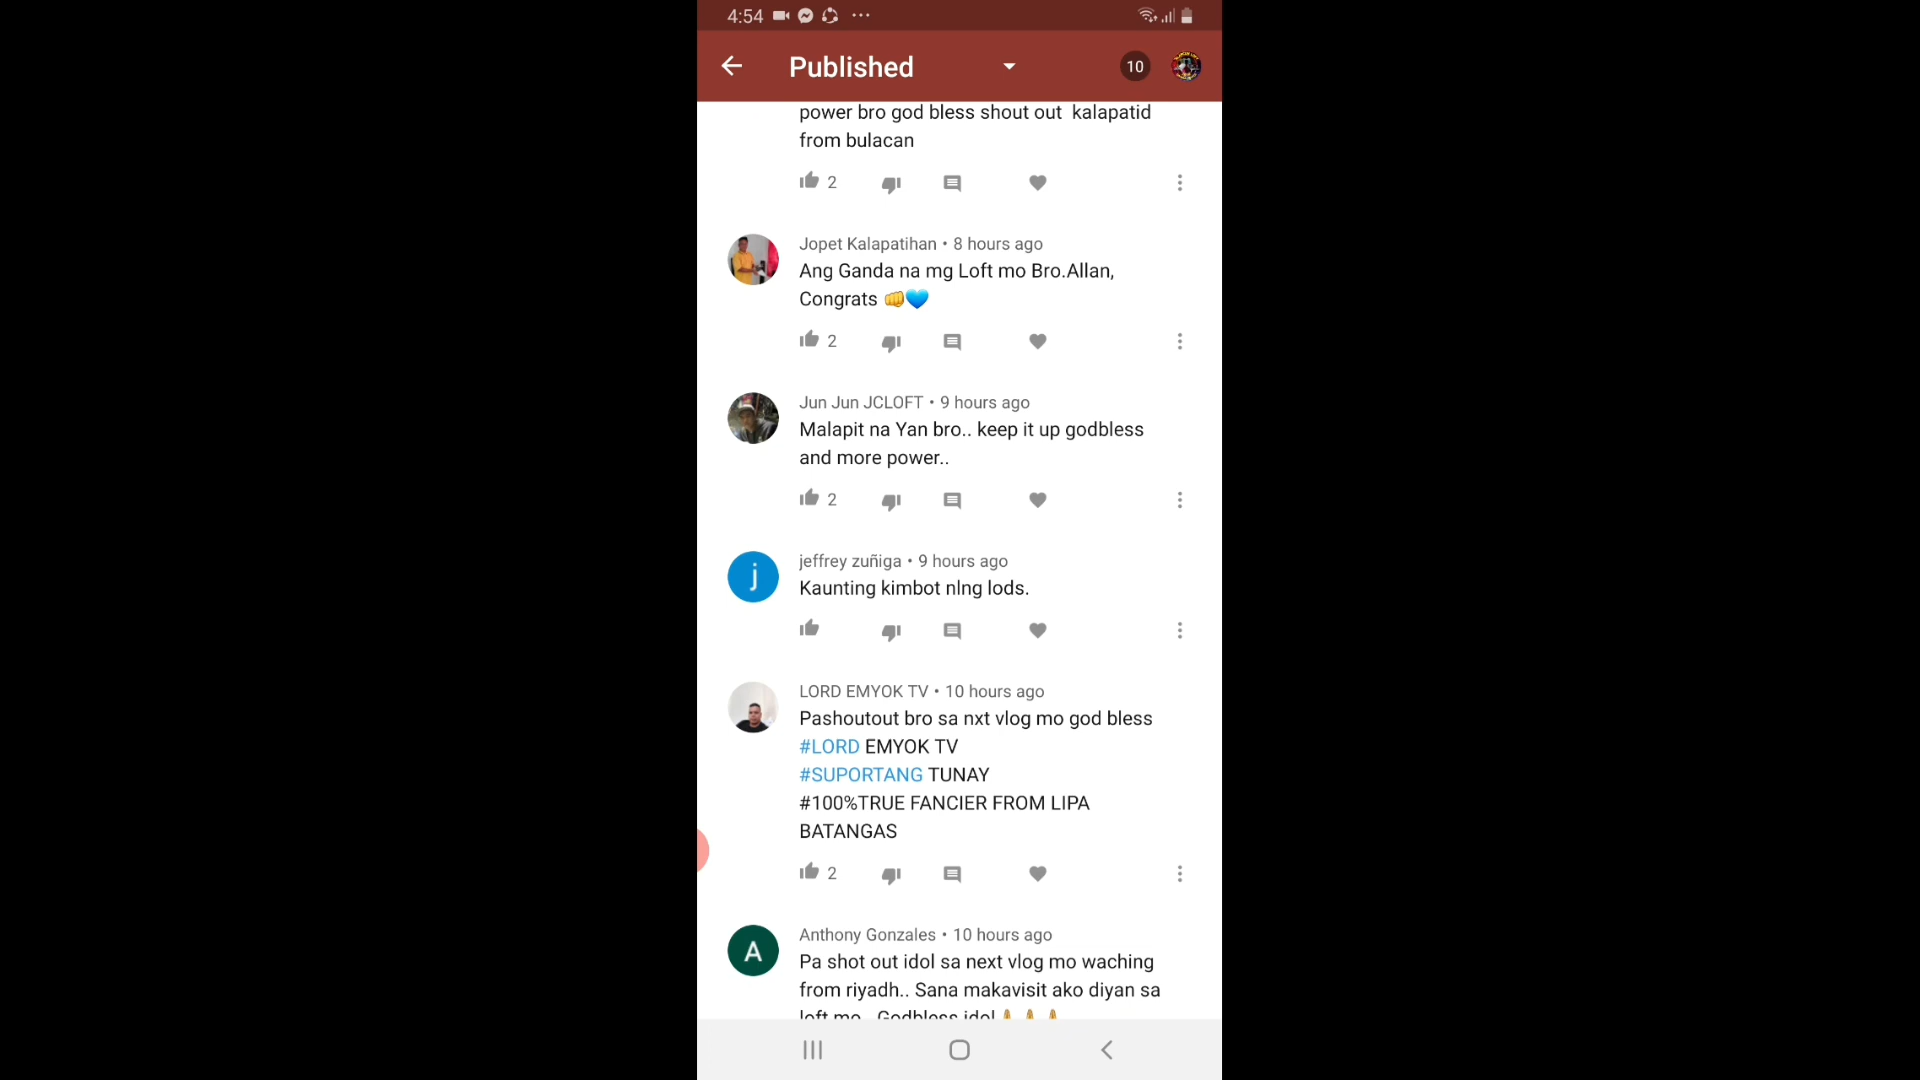 4:54
Published
10
power bro god bless shout out kalapatid
from bulacan
2
Jopet Kalapatihan • 8 hours ago
Ang Ganda na mg Loft mo Bro.Allan,
Congrats 👊💙
2
Jun Jun JCLOFT • 9 hours ago
Malapit na Yan bro.. keep it up godbless
and more power..
2
j
jeffrey zuñiga • 9 hours ago
Kaunting kimbot nlng lods.
LORD EMYOK TV • 10 hours ago
Pashoutout bro sa nxt vlog mo god bless
#LORD EMYOK TV
#SUPORTANG TUNAY
#100%TRUE FANCIER FROM LIPA
BATANGAS
2
A
Anthony Gonzales • 10 hours ago
Pa shot out idol sa next vlog mo waching
from riyadh.. Sana makavisit ako diyan sa
loft mo.. Godbless idol🙏🙏🙏